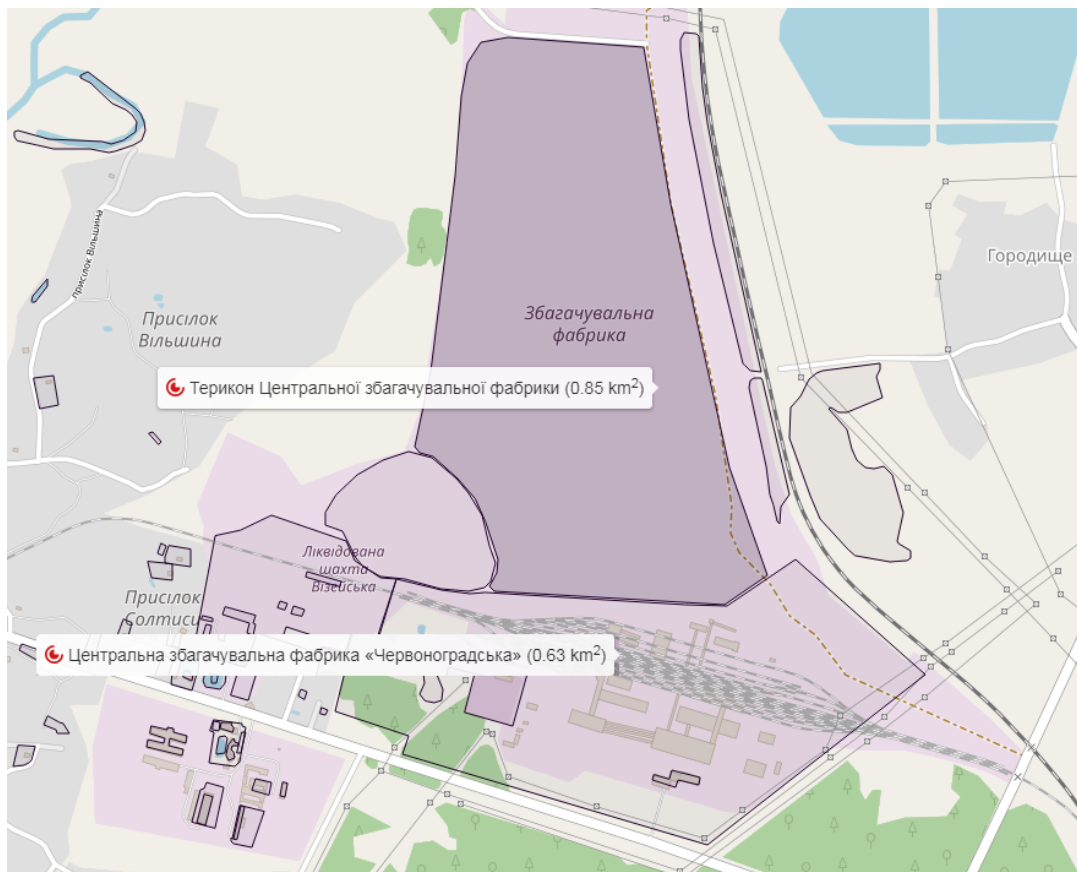 Городище
присілок Вільшина
Збагачувальна
фабрика
Присілок
Вільшина
Терикон Центральної збагачувальної фабрики (0.85 km²)
Ліквідована
шахта
Візейська
Присілок
Солтиси
Центральна збагачувальна фабрика «Червоноградська» (0.63 km²)